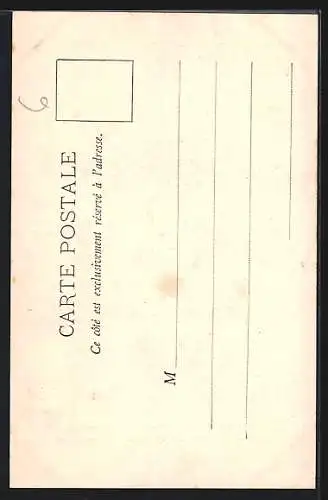 CARTE POSTALE
Ce côté est exclusivement réservé à l'adresse.
M
6